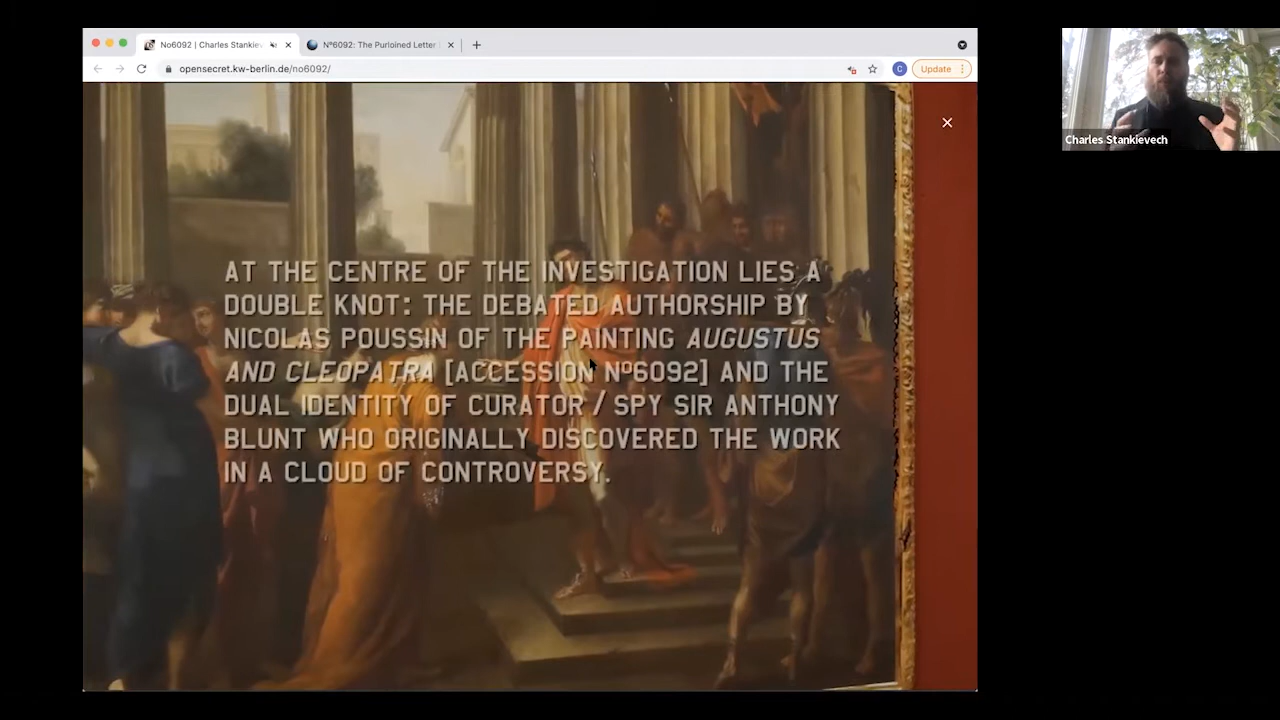 No6092 | Charles Stankiev
Nº6092: The Purloined Letter
opensecret.kw-berlin.de/no6092/
C
Update
AT THE CENTRE OF THE INVESTIGATION LIES A
DOUBLE KNOT: THE DEBATED AUTHORSHIP BY
NICOLAS POUSSIN OF THE PAINTING AUGUSTUS
AND CLEOPATRA [ACCESSION Nº6092] AND THE
DUAL IDENTITY OF CURATOR / SPY SIR ANTHONY
BLUNT WHO ORIGINALLY DISCOVERED THE WORK
IN A CLOUD OF CONTROVERSY.
Charles Stankievech